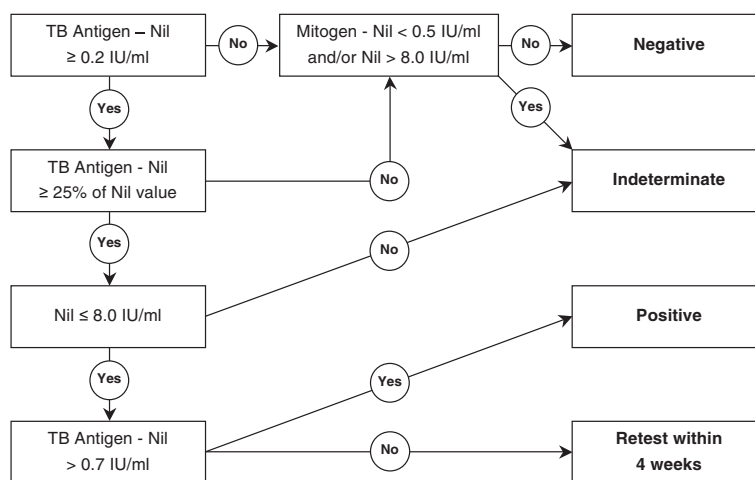 TB Antigen – Nil
≥ 0.2 IU/ml
No
Mitogen - Nil < 0.5 IU/ml
and/or Nil > 8.0 IU/ml
No
Negative
Yes
Yes
TB Antigen - Nil
≥ 25% of Nil value
No
Indeterminate
Yes
No
Nil ≤ 8.0 IU/ml
Positive
Yes
Yes
TB Antigen - Nil
> 0.7 IU/ml
No
Retest within
4 weeks